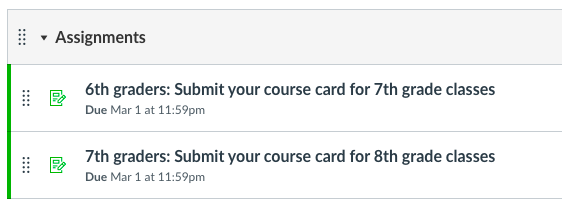 Assignments
6th graders: Submit your course card for 7th grade classes
Due Mar 1 at 11:59pm
7th graders: Submit your course card for 8th grade classes
Due Mar 1 at 11:59pm